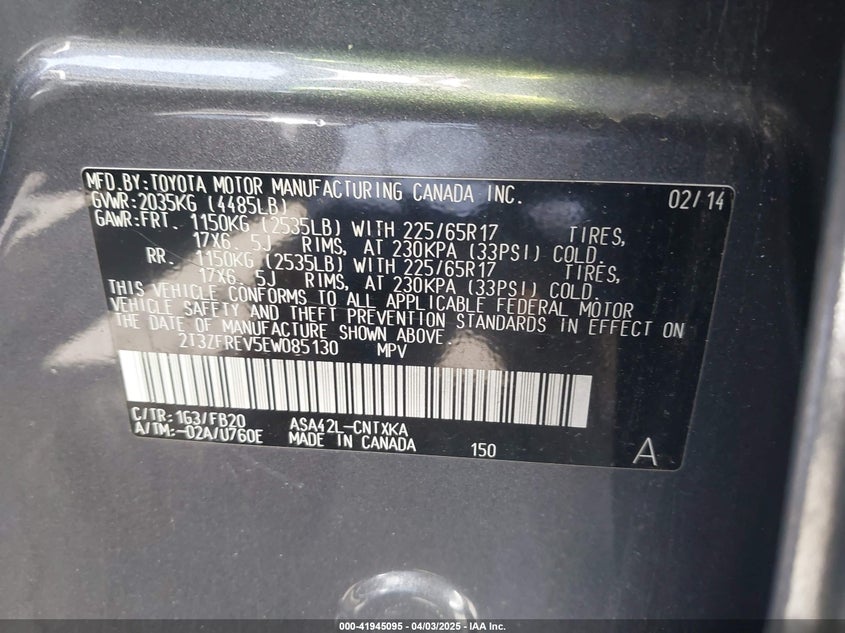 MFD.BY:TOYOTA MOTOR MANUFACTURING CANADA INC. 02/14
GVWR:2035KG (4485LB)
GAWR:FRT. 1150KG (2535LB) WITH 225/65R17 TIRES,
17X6. 5J RIMS, AT 230KPA (33PSI) COLD.
RR. 1150KG (2535LB) WITH 225/65R17 TIRES,
17X6. 5J RIMS, AT 230KPA (33PSI) COLD.
THIS VEHICLE CONFORMS TO ALL APPLICABLE FEDERAL MOTOR
VEHICLE SAFETY AND THEFT PREVENTION STANDARDS IN EFFECT ON
THE DATE OF MANUFACTURE SHOWN ABOVE.
2T3ZFREV5EW085130 MPV
C/TR:1G3/FB20 ASA42L-CNTXKA
A/TM:-02A/U760E MADE IN CANADA 150 A
000-41945095 - 04/03/2025 - IAA Inc.